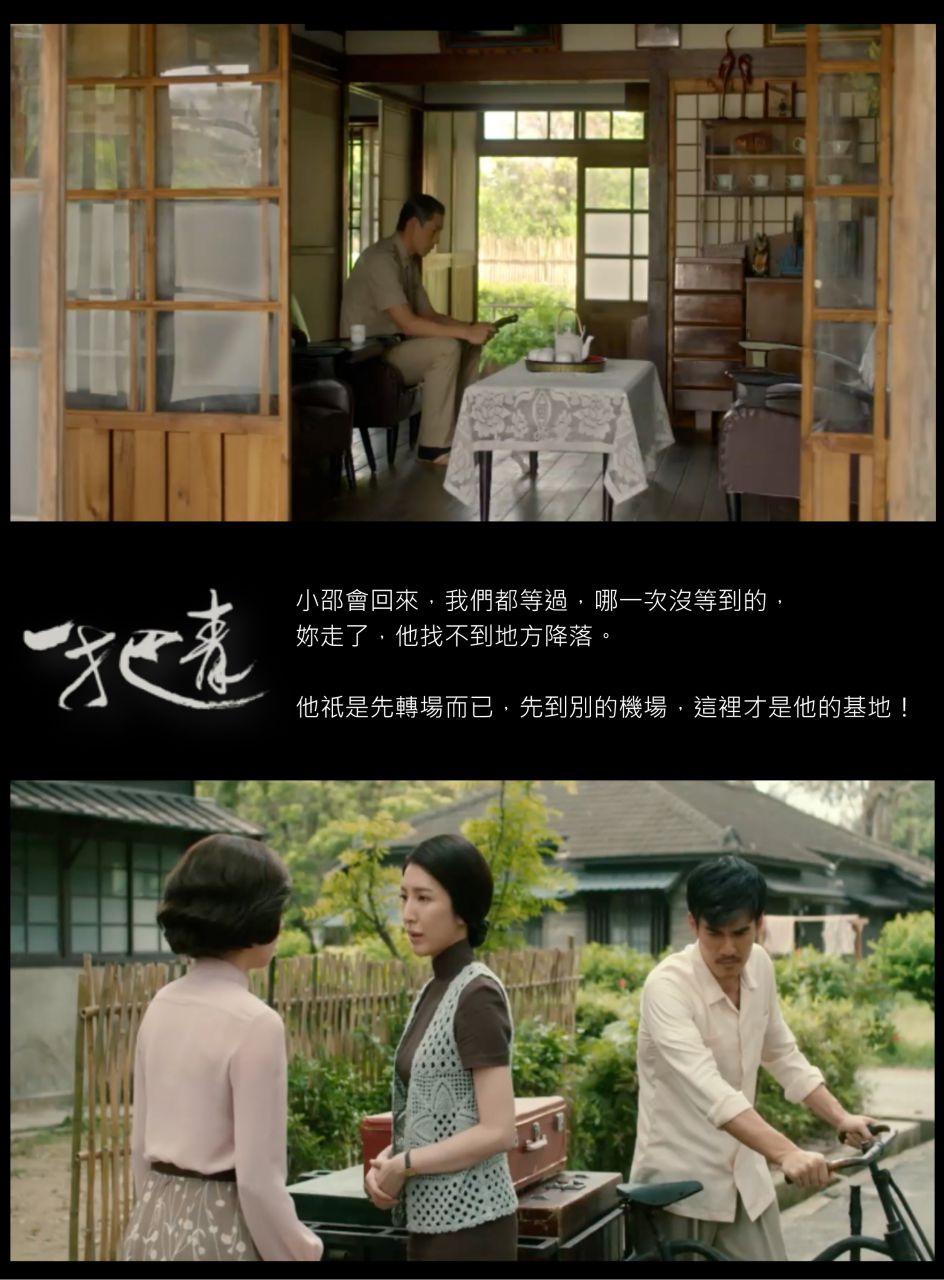 一把青
小邵會回來，我們都等過，哪一次沒等到的，
妳走了，他找不到地方降落。
他祇是先轉場而已，先到別的機場，這裡才是他的基地！